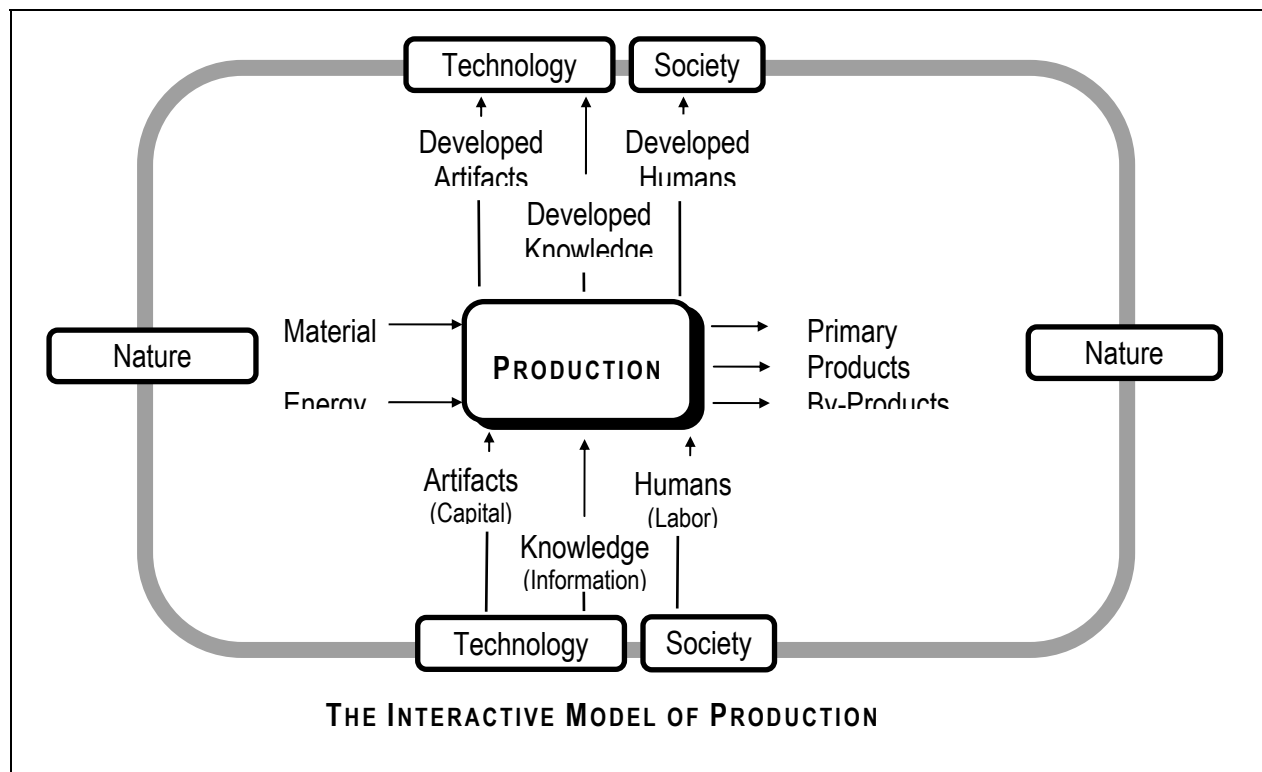 Technology
Society
Developed
Artifacts
Developed
Humans
Developed
Knowledge
Nature
Material
Energy
PRODUCTION
Primary
Products
By-Products
Nature
Artifacts
(Capital)
Humans
(Labor)
Knowledge
(Information)
Technology
Society
THE INTERACTIVE MODEL OF PRODUCTION